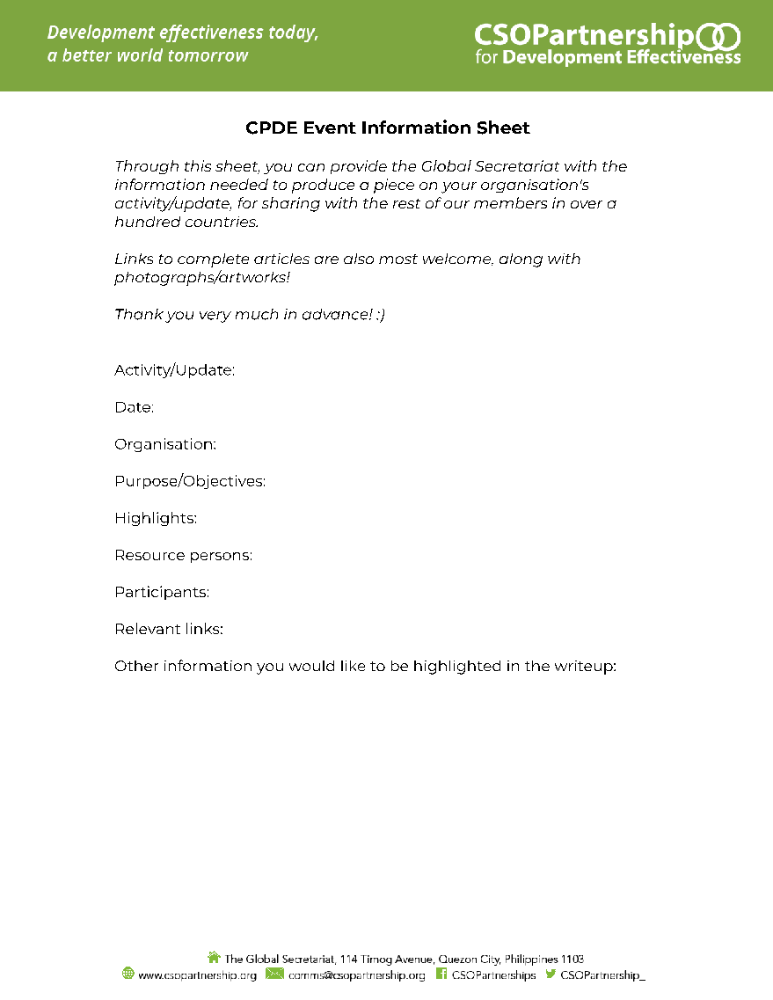 Development effectiveness today,
a better world tomorrow
CSOPartnership
for Development Effectiveness
CPDE Event Information Sheet
Through this sheet, you can provide the Global Secretariat with the
information needed to produce a piece on your organisation's
activity/update, for sharing with the rest of our members in over a
hundred countries.
Links to complete articles are also most welcome, along with
photographs/artworks!
Thank you very much in advance! :)
Activity/Update:
Date:
Organisation:
Purpose/Objectives:
Highlights:
Resource persons:
Participants:
Relevant links:
Other information you would like to be highlighted in the writeup:
The Global Secretariat, 114 Timog Avenue, Quezon City, Philippines 1103
www.csopartnership.org comms@csopartnership.org CSOPartnerships CSOPartnership_